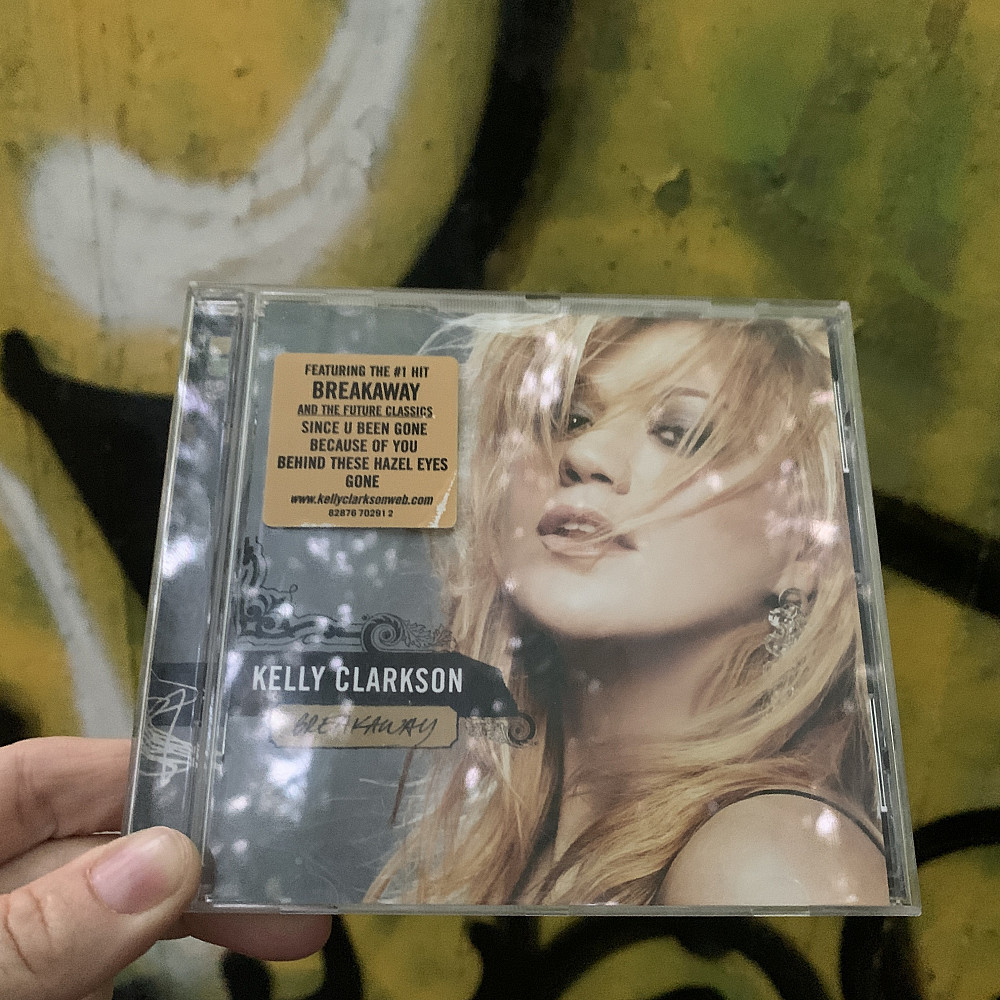 FEATURING THE #1 HIT
BREAKAWAY
AND THE FUTURE CLASSICS
SINCE U BEEN GONE
BECAUSE OF YOU
BEHIND THESE HAZEL EYES
GONE
www.kellyclarksonweb.com
82876 70291 2
KELLY CLARKSON
BREAKAWAY